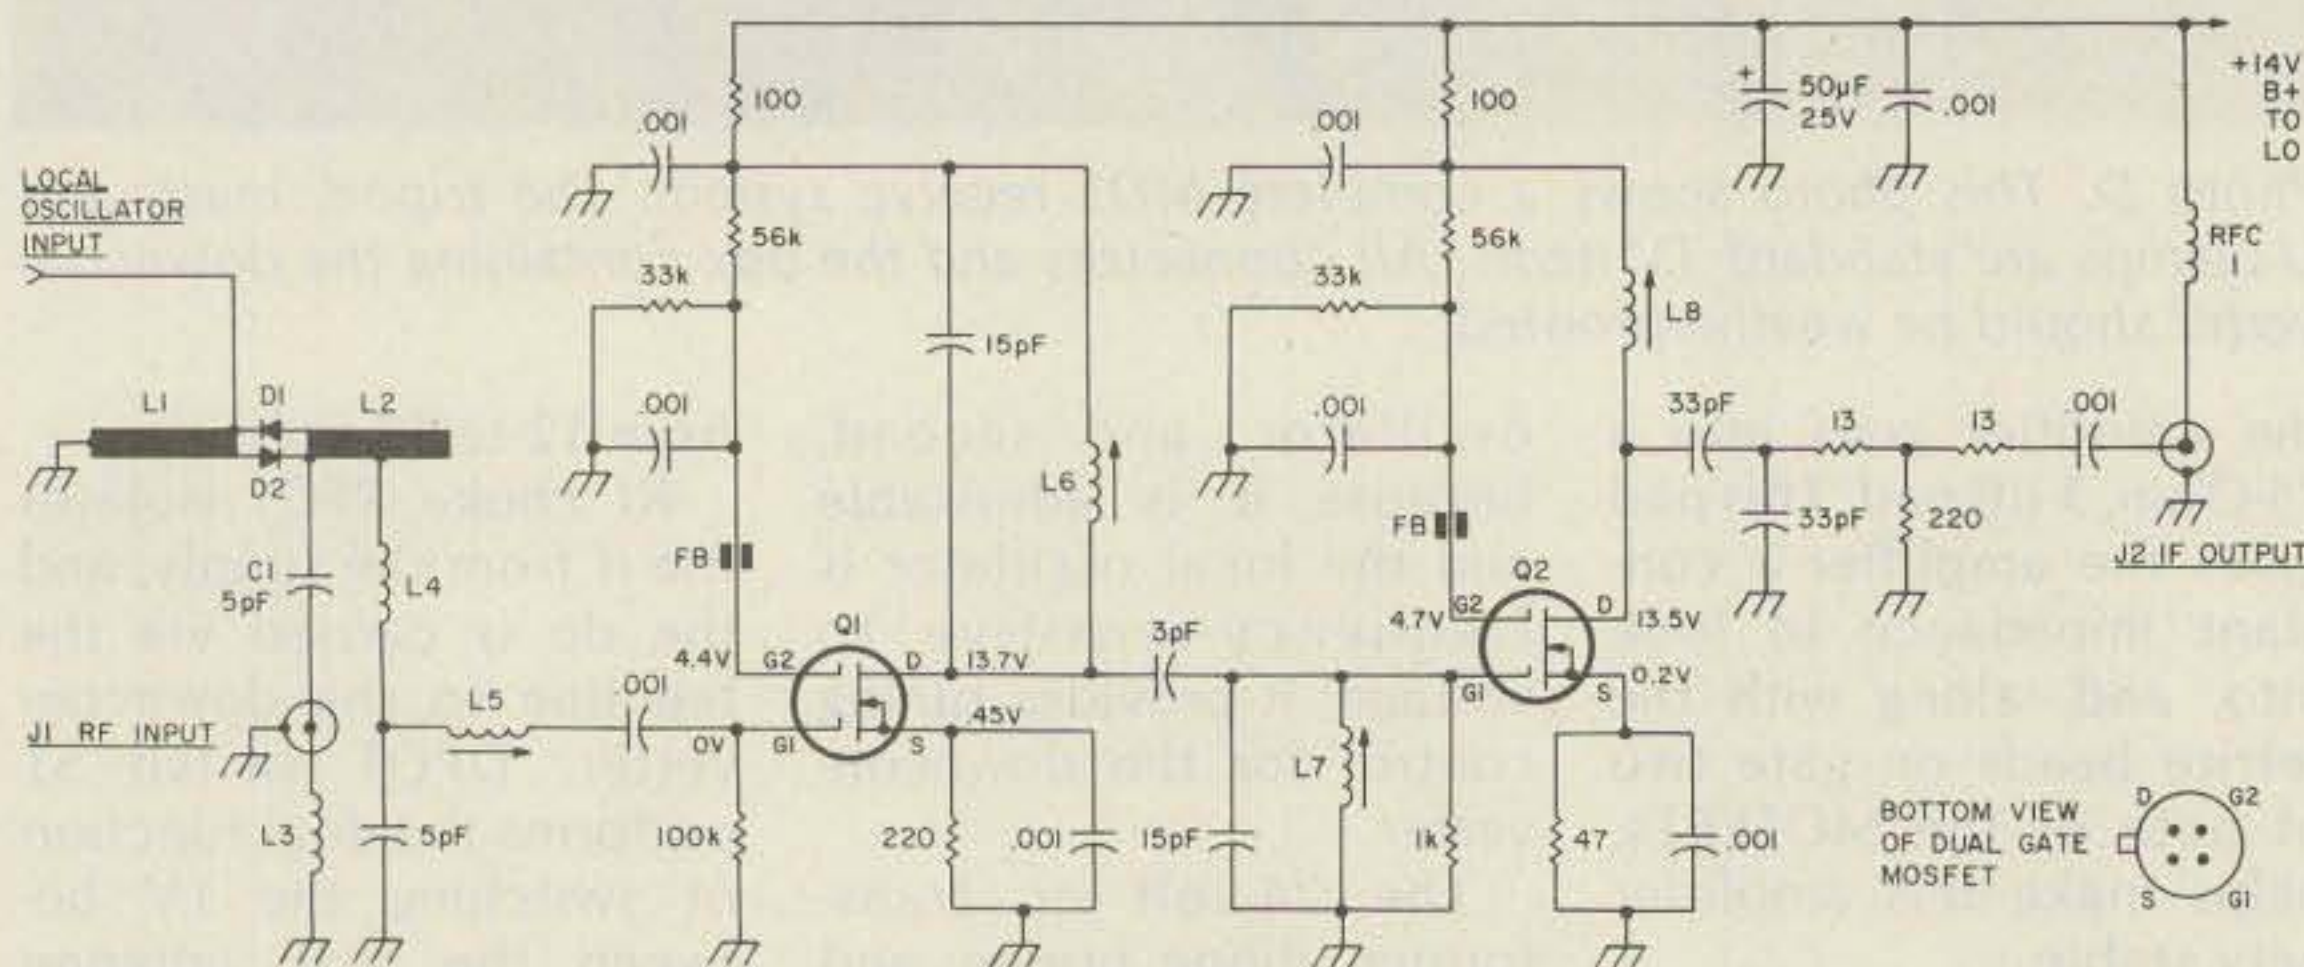 100
.001
56k
33k
.001
FB
15pF
L6
100
.001
56k
33k
.001
FB
L8
+
50µF
25V
.001
+14V
B+
TO
LO
RFC
1
LOCAL
OSCILLATOR
INPUT
L1
D1
D2
L2
C1
5pF
L4
J1 RF INPUT
L3
5pF
L5
.001
0V
100k
4.4V
G2
Q1
D
13.7V
G1
S
.45V
220
.001
3pF
15pF
L7
1k
4.7V
G2
Q2
D
13.5V
G1
S
0.2V
47
.001
33pF
33pF
13
220
13
.001
J2 IF OUTPUT
BOTTOM VIEW
OF DUAL GATE
MOSFET
D
G2
S
G1